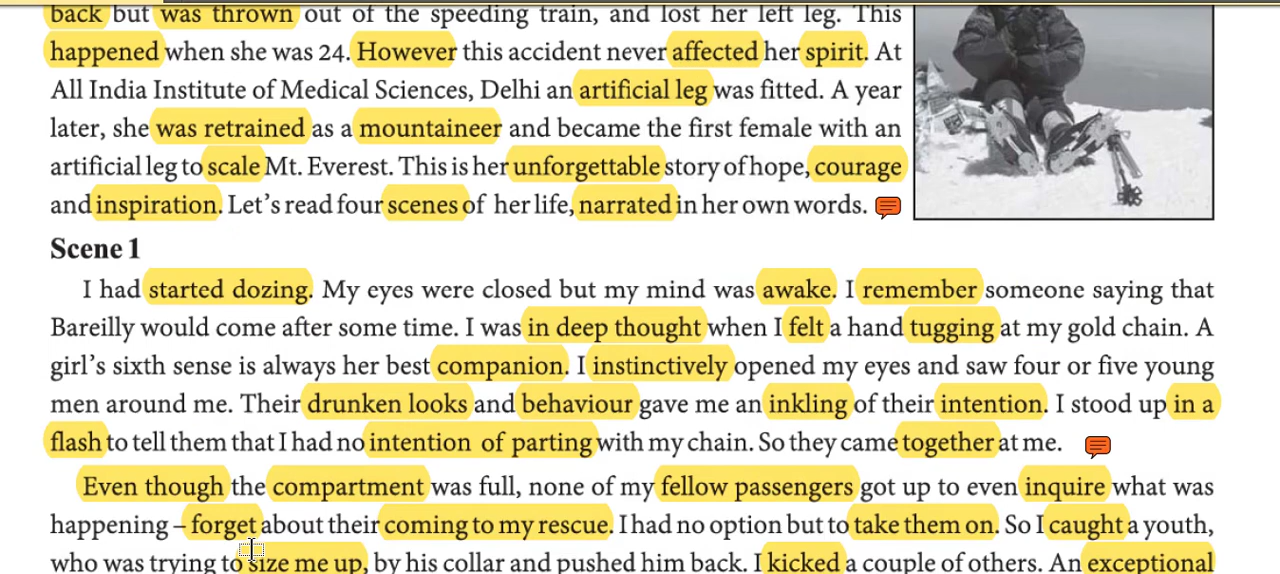 back but was thrown out of the speeding train, and lost her left leg. This
happened when she was 24. However this accident never affected her spirit. At
All India Institute of Medical Sciences, Delhi an artificial leg was fitted. A year
later, she was retrained as a mountaineer and became the first female with an
artificial leg to scale Mt. Everest. This is her unforgettable story of hope, courage
and inspiration. Let’s read four scenes of her life, narrated in her own words.
Scene 1
I had started dozing. My eyes were closed but my mind was awake. I remember someone saying that
Bareilly would come after some time. I was in deep thought when I felt a hand tugging at my gold chain. A
girl’s sixth sense is always her best companion. I instinctively opened my eyes and saw four or five young
men around me. Their drunken looks and behaviour gave me an inkling of their intention. I stood up in a
flash to tell them that I had no intention of parting with my chain. So they came together at me.
Even though the compartment was full, none of my fellow passengers got up to even inquire what was
happening – forget about their coming to my rescue. I had no option but to take them on. So I caught a youth,
who was trying to size me up, by his collar and pushed him back. I kicked a couple of others. An exceptional